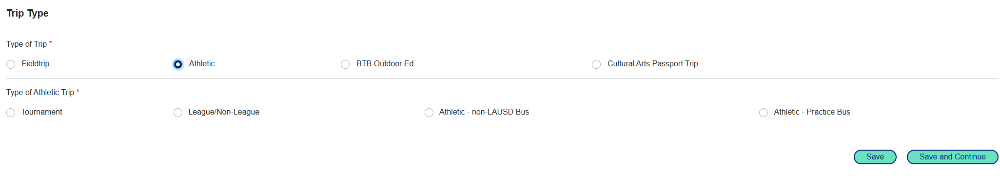 Trip Type
Type of Trip *
Fieldtrip Athletic BTB Outdoor Ed Cultural Arts Passport Trip
Type of Athletic Trip *
Tournament League/Non-League Athletic - non-LAUSD Bus Athletic - Practice Bus
Save Save and Continue